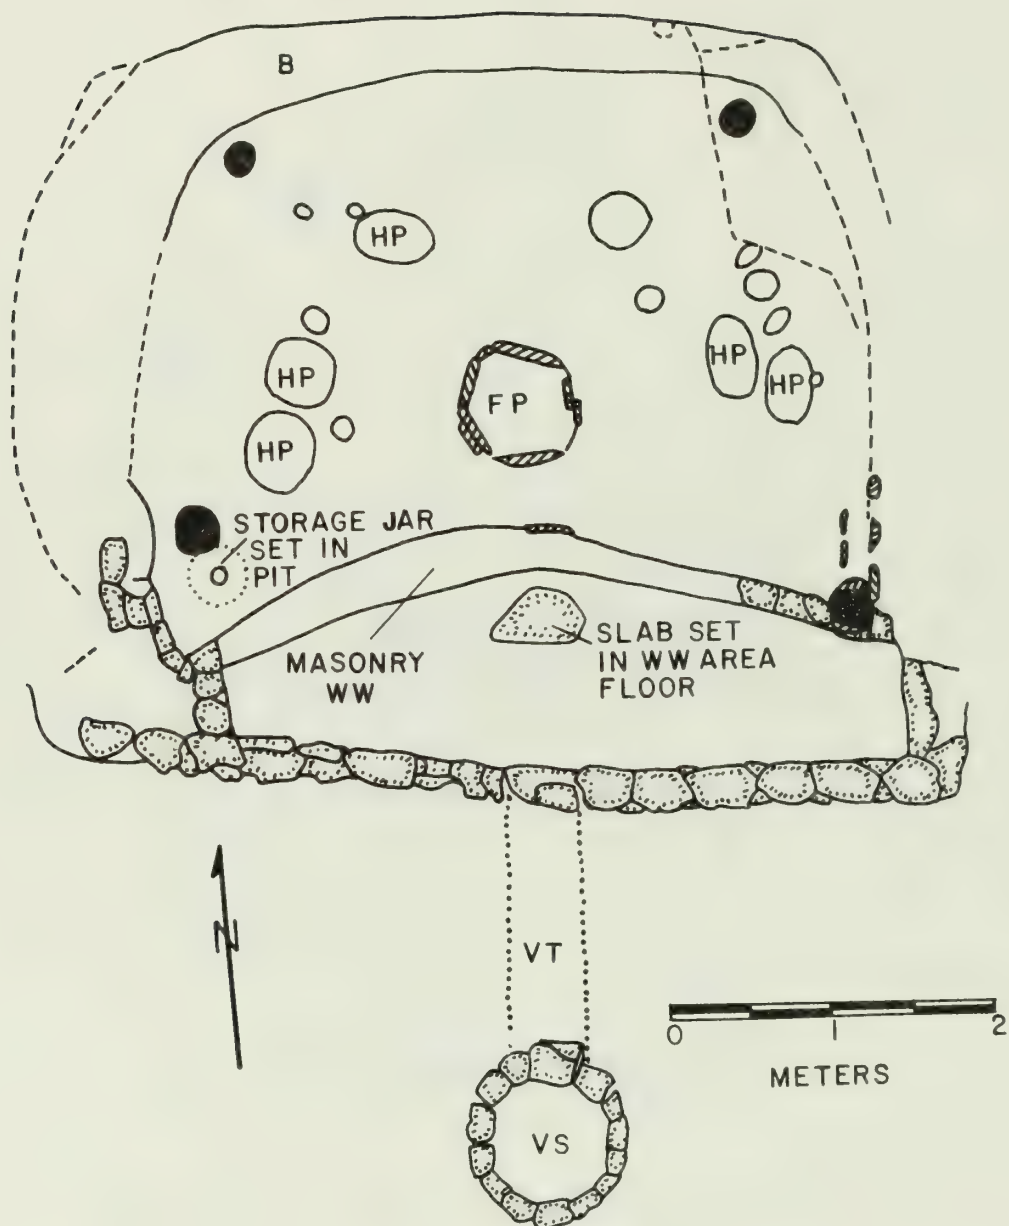 B
HP
HP
HP
HP
FP
HP
STORAGE JAR
SET IN
PIT
MASONRY
WW
SLAB SET
IN WW AREA
FLOOR
N
VT
0 1 2
METERS
VS